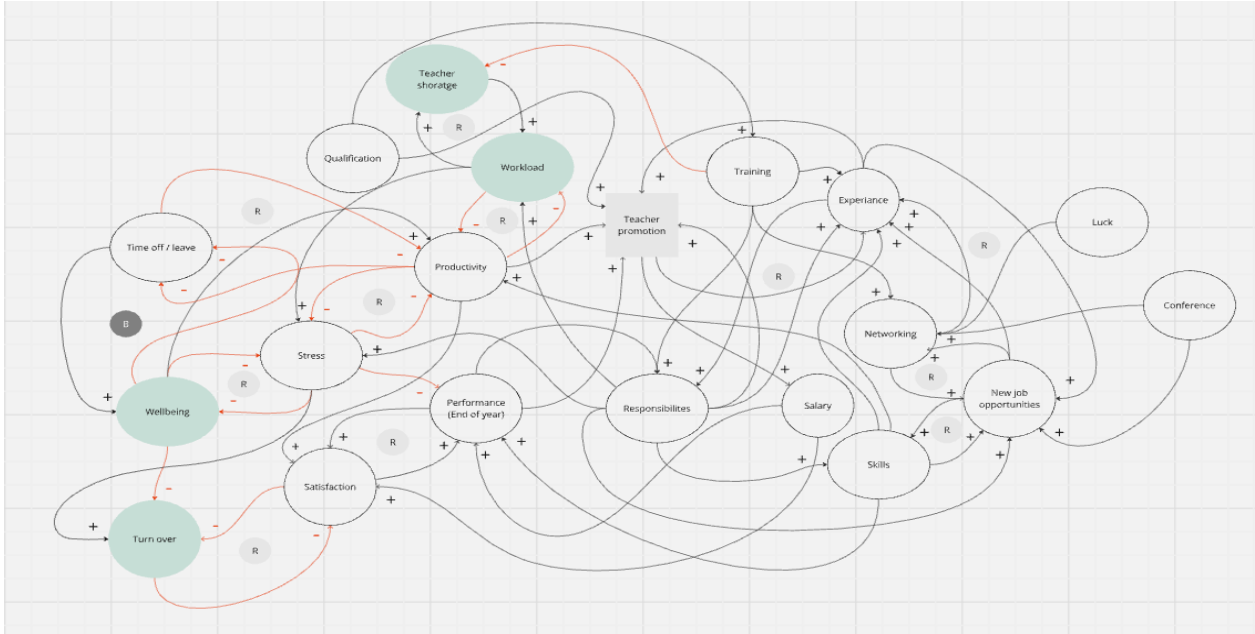 Teacher
shoratge
-
+
+
R
Qualification
Workload
+
Training
+
Experiance
+
+
Luck
R
-
R
-
+
+
Teacher
promotion
+
+
+
+
+
R
Time off / leave
-
+
-
Productivity
+
+
R
-
+
R
-
-
+
Networking
+
Conference
B
+
Stress
+
-
R
+
+
+
R
+
+
New job
opportunities
+
+
Wellbeing
-
-
Performance
(End of year)
Responsibilites
Salary
+
R
+
+
+
R
+
+
+
+
Skills
+
+
-
Satisfaction
+
+
Turn over
-
R
-